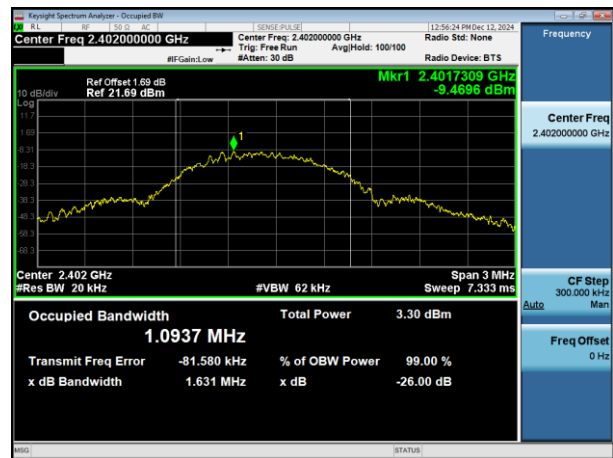 Keysight Spectrum Analyzer - Occupied BW
RL RF 50 Ω AC SENSE:PULSE 12:56:24 PM Dec 12, 2024
Center Freq 2.402000000 GHz Center Freq: 2.402000000 GHz Radio Std: None Frequency
Trig: Free Run Avg|Hold: 100/100
#IFGain:Low #Atten: 30 dB Radio Device: BTS
Ref Offset 1.69 dB Mkr1 2.4017309 GHz
10 dB/div Ref 21.69 dBm -9.4696 dBm
Log
11.7
1.69
-8.31
-18.3
-28.3
-38.3
-48.3
-58.3
-68.3
1
Center Freq
2.402000000 GHz
Center 2.402 GHz Span 3 MHz
#Res BW 20 kHz #VBW 62 kHz Sweep 7.333 ms
CF Step
300.000 kHz
Auto Man
Occupied Bandwidth Total Power 3.30 dBm
1.0937 MHz
Freq Offset
0 Hz
Transmit Freq Error -81.580 kHz % of OBW Power 99.00 %
x dB Bandwidth 1.631 MHz x dB -26.00 dB
MSG STATUS